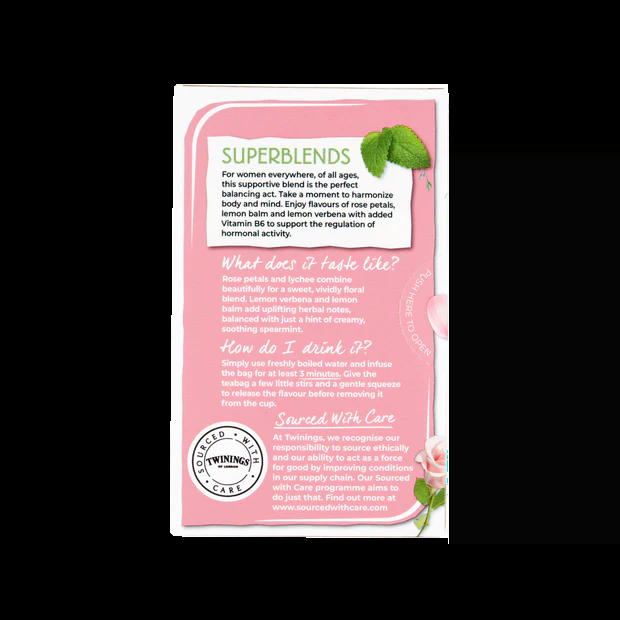 SUPERBLENDS
For women everywhere, of all ages,
this supportive blend is the perfect
balancing act. Take a moment to harmonize
body and mind. Enjoy flavours of rose petals,
lemon balm and lemon verbena with added
Vitamin B6 to support the regulation of
hormonal activity.
What does it taste like?
Rose petals and lychee combine
beautifully for a sweet, vividly floral
blend. Lemon verbena and lemon
balm add uplifting herbal notes,
balanced with just a hint of creamy,
soothing spearmint.
PUSH HERE TO OPEN
How do I drink it?
Simply use freshly boiled water and infuse
the bag for at least 3 minutes. Give the
teabag a few little stirs and a gentle squeeze
to release the flavour before removing it
from the cup.
Sourced With Care
At Twinings, we recognise our
responsibility to source ethically
and our ability to act as a force
for good by improving conditions
in our supply chain. Our Sourced
with Care programme aims to
do just that. Find out more at
www.sourcedwithcare.com
SOURCED • WITH • CARE •
TWININGS
OF LONDON